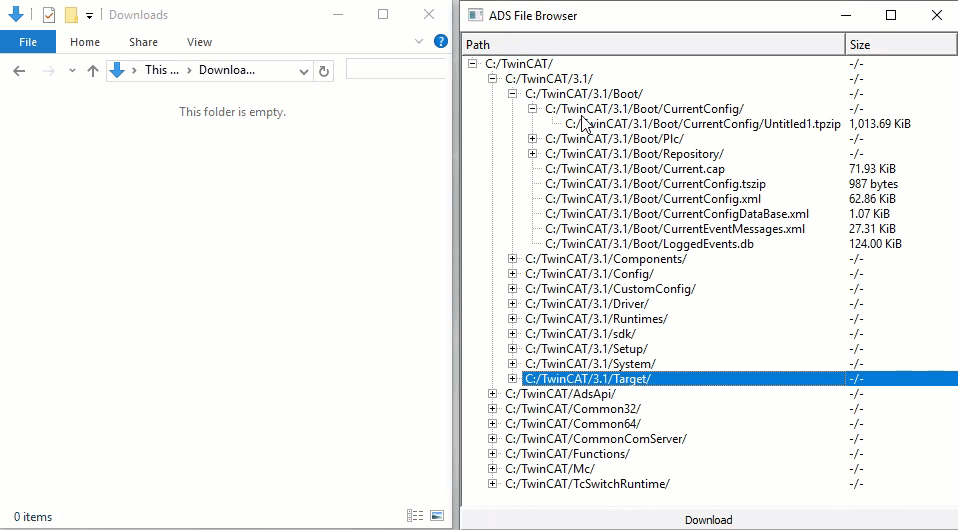 Downloads
File Home Share View
This ... Downloa...
This folder is empty.
0 items
ADS File Browser
Path Size
C:/TwinCAT/ -/-
C:/TwinCAT/3.1/ -/-
C:/TwinCAT/3.1/Boot/ -/-
C:/TwinCAT/3.1/Boot/CurrentConfig/ -/-
C:/TwinCAT/3.1/Boot/CurrentConfig/Untitled1.tpzip 1,013.69 KiB
C:/TwinCAT/3.1/Boot/Plc/ -/-
C:/TwinCAT/3.1/Boot/Repository/ -/-
C:/TwinCAT/3.1/Boot/Current.cap 71.93 KiB
C:/TwinCAT/3.1/Boot/CurrentConfig.tszip 987 bytes
C:/TwinCAT/3.1/Boot/CurrentConfig.xml 62.86 KiB
C:/TwinCAT/3.1/Boot/CurrentConfigDataBase.xml 1.07 KiB
C:/TwinCAT/3.1/Boot/CurrentEventMessages.xml 27.31 KiB
C:/TwinCAT/3.1/Boot/LoggedEvents.db 124.00 KiB
C:/TwinCAT/3.1/Components/ -/-
C:/TwinCAT/3.1/Config/ -/-
C:/TwinCAT/3.1/CustomConfig/ -/-
C:/TwinCAT/3.1/Driver/ -/-
C:/TwinCAT/3.1/Runtimes/ -/-
C:/TwinCAT/3.1/sdk/ -/-
C:/TwinCAT/3.1/Setup/ -/-
C:/TwinCAT/3.1/System/ -/-
C:/TwinCAT/3.1/Target/ -/-
C:/TwinCAT/AdsApi/ -/-
C:/TwinCAT/Common32/ -/-
C:/TwinCAT/Common64/ -/-
C:/TwinCAT/CommonComServer/ -/-
C:/TwinCAT/Functions/ -/-
C:/TwinCAT/Mc/ -/-
C:/TwinCAT/TcSwitchRuntime/ -/-
Download